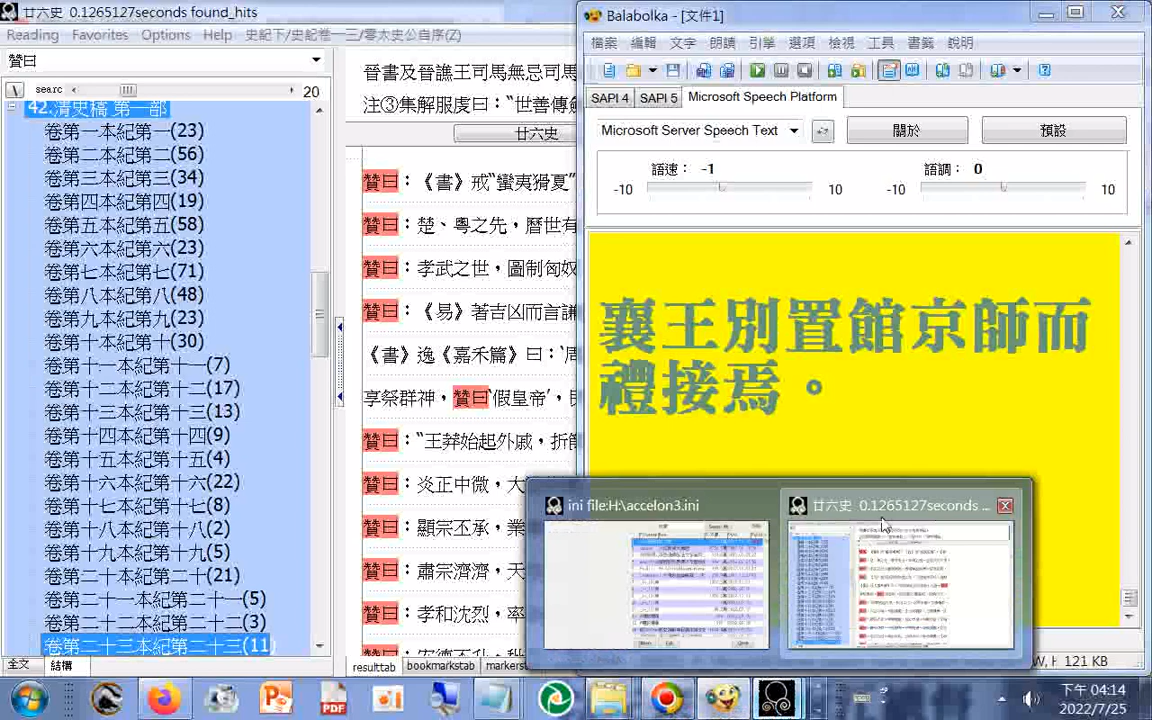 廿六史 0.1265127seconds found_hits
Reading Favorites Options Help 史記下/史記卷一三/零太史公自序(Z)
贊曰
searc 20
42.清史稿 第一部
卷第一本紀第一(23)
卷第二本紀第二(56)
卷第三本紀第三(34)
卷第四本紀第四(19)
卷第五本紀第五(58)
卷第六本紀第六(23)
卷第七本紀第七(71)
卷第八本紀第八(48)
卷第九本紀第九(23)
卷第十本紀第十(30)
卷第十一本紀第十一(7)
卷第十二本紀第十二(17)
卷第十三本紀第十三(13)
卷第十四本紀第十四(9)
卷第十五本紀第十五(4)
卷第十六本紀第十六(22)
卷第十七本紀第十七(8)
卷第十八本紀第十八(2)
卷第十九本紀第十九(5)
卷第二十本紀第二十(21)
卷第二十一本紀第二十一(5)
卷第二十二本紀第二十二(3)
卷第二十三本紀第二十三(11)
全文 結構
晉書及晉譙王司馬無忌司馬
注③集解服虔曰：“世善傳劍
廿六史
贊曰：《書》戒“蠻夷猾夏”
贊曰：楚、粵之先，曆世有
贊曰：孝武之世，圖制匈奴
贊曰：《易》著吉凶而言謙
《書》逸《嘉禾篇》曰：‘周
享祭群神，贊曰‘假皇帝’，
贊曰：“王莽始起外戚，折節
贊曰：炎正中微，大
贊曰：顯宗丕承，業
贊曰：肅宗濟濟，天
贊曰：孝和沈烈，率
resulttab bookmarkstab markers
Balabolka - [文件1]
檔案 編輯 文字 朗讀 引擎 選項 檢視 工具 書籤 說明
SAPI 4 SAPI 5 Microsoft Speech Platform
Microsoft Server Speech Text 關於 預設
語速： -1 語調： 0
-10 10 -10 10
襄王別置館京師而
禮接焉。
ini file:H:\accelon3.ini
廿六史 0.1265127seconds ...
W, H, 121 KB
下午 04:14
2022/7/25